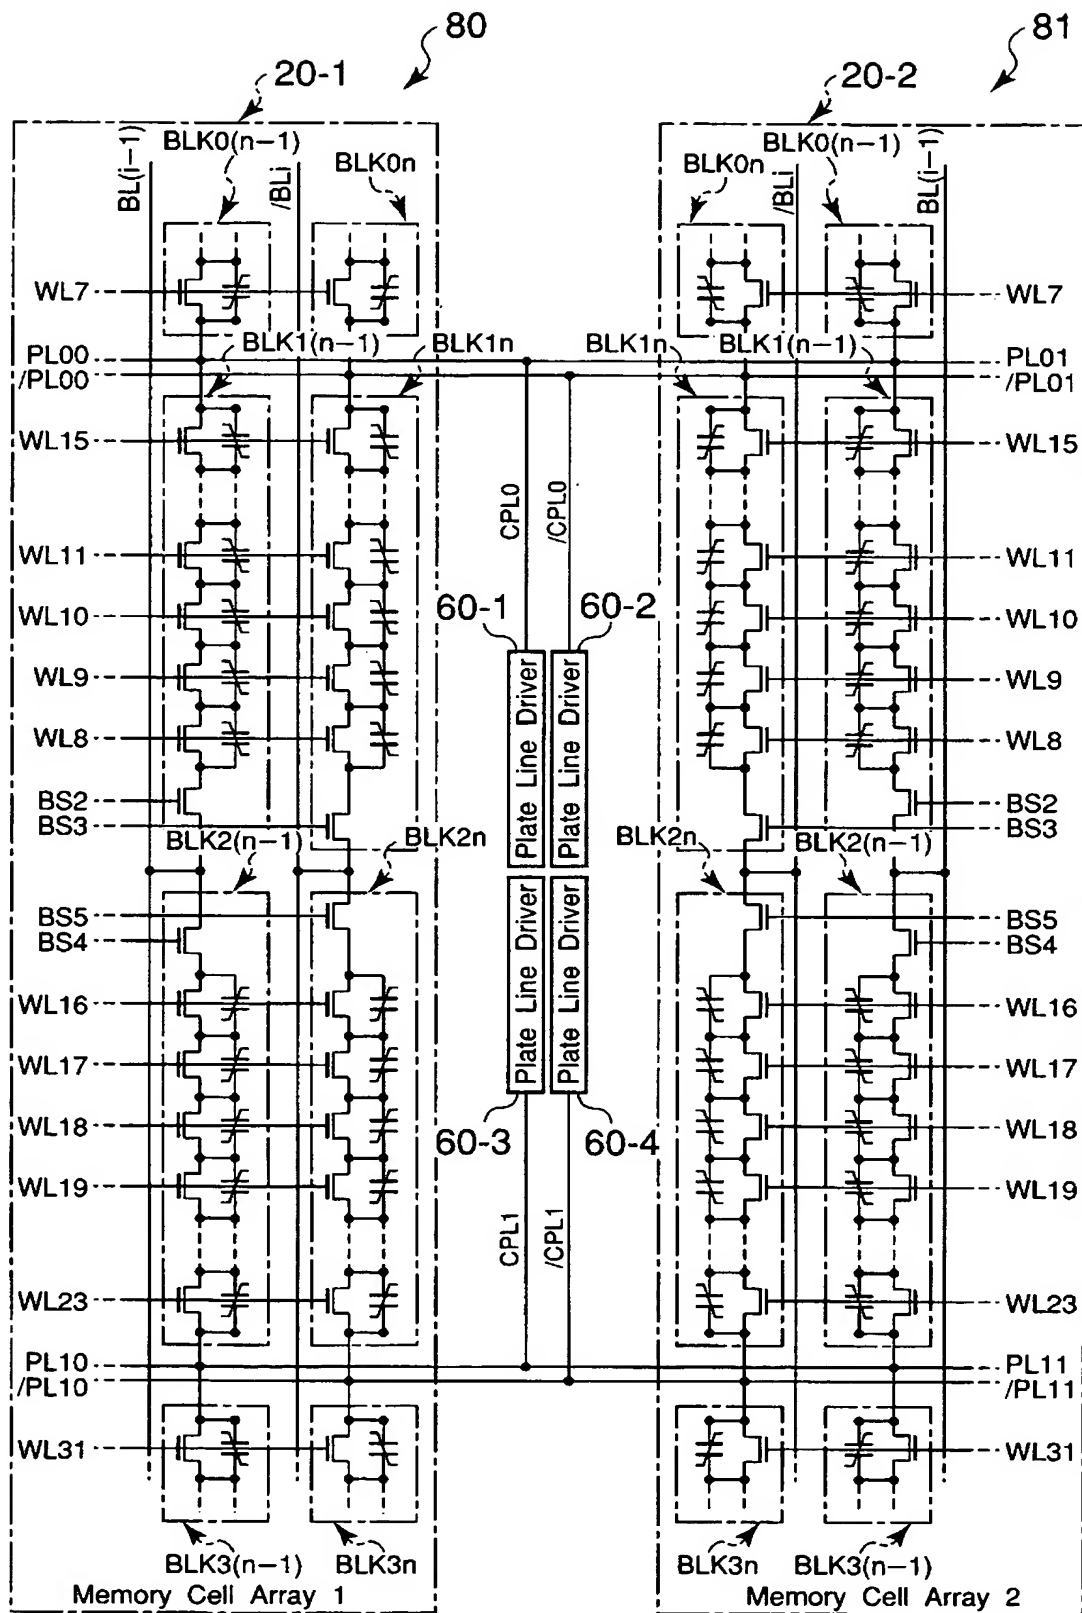 80
81
20-1
20-2
BL(i-1)
BLK0(n-1)
/BLi
BLK0n
BLK0n
/BLi
BLK0(n-1)
BL(i-1)
WL7
WL7
BLK1(n-1)
BLK1n
BLK1n
BLK1(n-1)
PL00
PL01
/PL00
/PL01
WL15
WL15
CPL0
/CPL0
WL11
WL11
60-1
60-2
WL10
WL10
WL9
WL9
WL8
WL8
Plate Line Driver
Plate Line Driver
BS2
BS2
BS3
BS3
BLK2(n-1)
BLK2n
BLK2n
BLK2(n-1)
BS5
BS5
BS4
BS4
Plate Line Driver
Plate Line Driver
WL16
WL16
WL17
WL17
WL18
60-3
60-4
WL18
WL19
WL19
CPL1
/CPL1
WL23
WL23
PL10
PL11
/PL10
/PL11
WL31
WL31
BLK3(n-1)
BLK3n
BLK3n
BLK3(n-1)
Memory Cell Array 1
Memory Cell Array 2